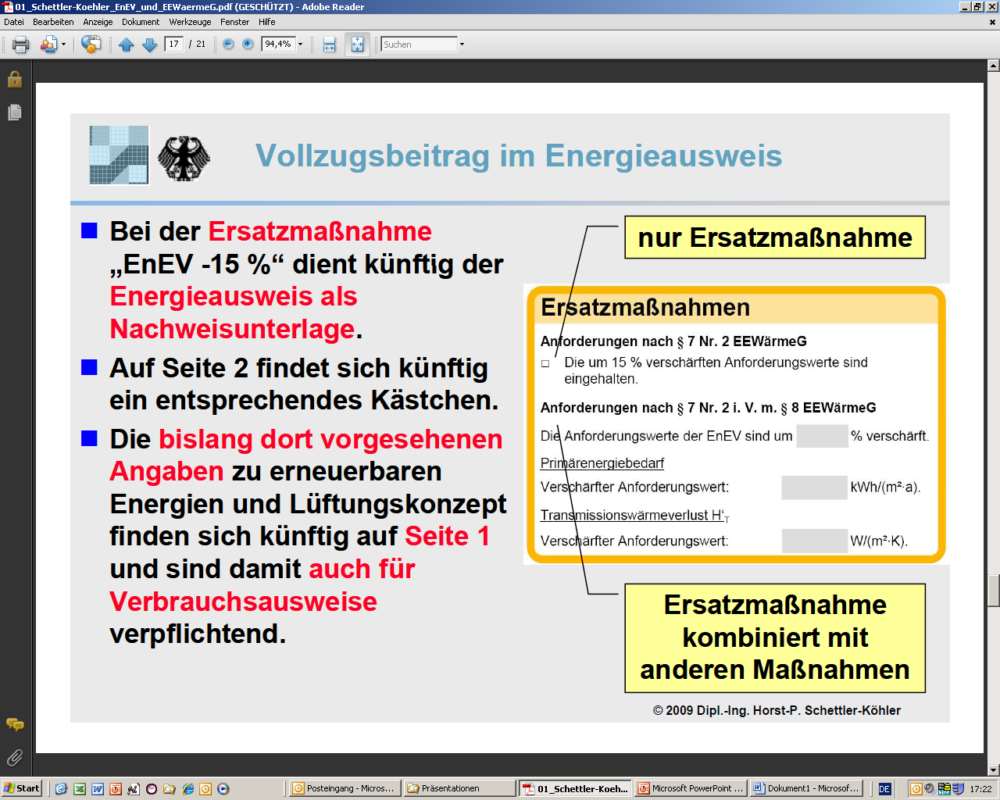 01_Schettler-Koehler_EnEV_und_EEWaermeG.pdf (GESCHÜTZT) - Adobe Reader
Datei Bearbeiten Anzeige Dokument Werkzeuge Fenster Hilfe
17 / 21 94,4% Suchen
Vollzugsbeitrag im Energieausweis
Bei der Ersatzmaßnahme
„EnEV -15 %“ dient künftig der
Energieausweis als
Nachweisunterlage.
Auf Seite 2 findet sich künftig
ein entsprechendes Kästchen.
Die bislang dort vorgesehenen
Angaben zu erneuerbaren
Energien und Lüftungskonzept
finden sich künftig auf Seite 1
und sind damit auch für
Verbrauchsausweise
verpflichtend.
nur Ersatzmaßnahme
Ersatzmaßnahmen
Anforderungen nach § 7 Nr. 2 EEWärmeG
□ Die um 15 % verschärften Anforderungswerte sind
eingehalten.
Anforderungen nach § 7 Nr. 2 i. V. m. § 8 EEWärmeG
Die Anforderungswerte der EnEV sind um % verschärft.
Primärenergiebedarf
Verschärfter Anforderungswert: kWh/(m²·a).
Transmissionswärmeverlust H‘T
Verschärfter Anforderungswert: W/(m²·K).
Ersatzmaßnahme
kombiniert mit
anderen Maßnahmen
© 2009 Dipl.-Ing. Horst-P. Schettler-Köhler
Start Posteingang - Micros... Präsentationen 01_Schettler-Koeh... Microsoft PowerPoint ... Dokument1 - Microsof... DE 17:22